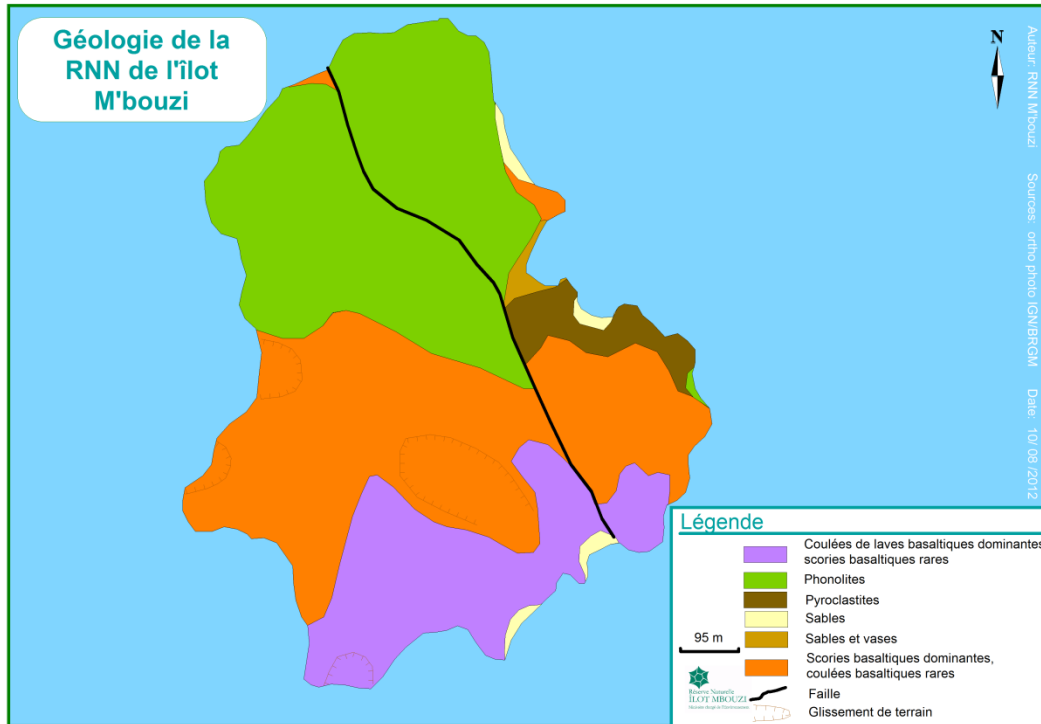 Géologie de la
RNN de l'îlot
M'bouzi
N
Auteur: RNN M'bouzi Sources: ortho photo IGN/BRGM Date: 10/ 08 /2012
Légende
Coulées de laves basaltiques dominantes
scories basaltiques rares
Phonolites
Pyroclastites
Sables
Sables et vases
Scories basaltiques dominantes,
coulées basaltiques rares
Faille
Glissement de terrain
95 m
Réserve Naturelle
ÎLOT MBOUZI